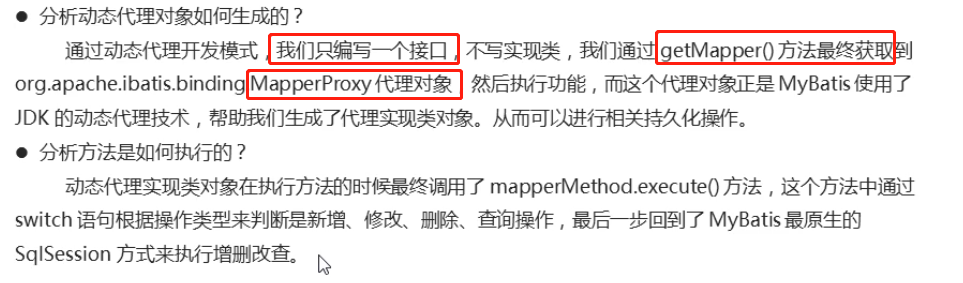 ● 分析动态代理对象如何生成的？
通过动态代理开发模式，我们只编写一个接口，不写实现类，我们通过 getMapper() 方法最终获取到
org.apache.ibatis.binding.MapperProxy 代理对象，然后执行功能，而这个代理对象正是 MyBatis 使用了
JDK 的动态代理技术，帮助我们生成了代理实现类对象。从而可以进行相关持久化操作。
● 分析方法是如何执行的？
动态代理实现类对象在执行方法的时候最终调用了 mapperMethod.execute() 方法，这个方法中通过
switch 语句根据操作类型来判断是新增、修改、删除、查询操作，最后一步回到了 MyBatis 最原生的
SqlSession 方式来执行增删改查。